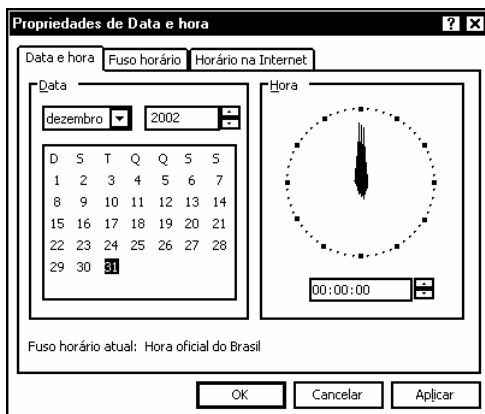 Propriedades de Data e hora
Data e hora Fuso horário Horário na Internet
Data
dezembro 2002
D S T Q Q S S
1 2 3 4 5 6 7
8 9 10 11 12 13 14
15 16 17 18 19 20 21
22 23 24 25 26 27 28
29 30 31
Hora
00:00:00
Fuso horário atual: Hora oficial do Brasil
OK Cancelar Aplicar